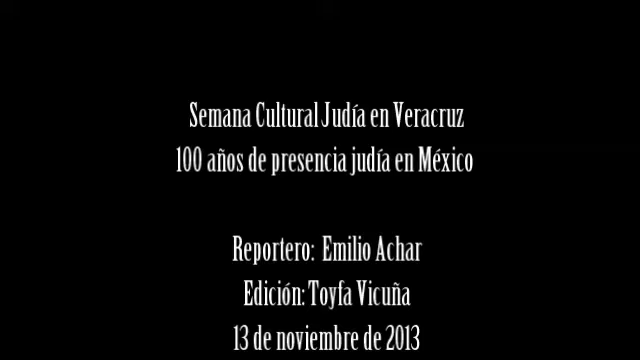 Semana Cultural Judía en Veracruz
100 años de presencia judía en México
Reportero: Emilio Achar
Edición: Toyfa Vicuña
13 de noviembre de 2013